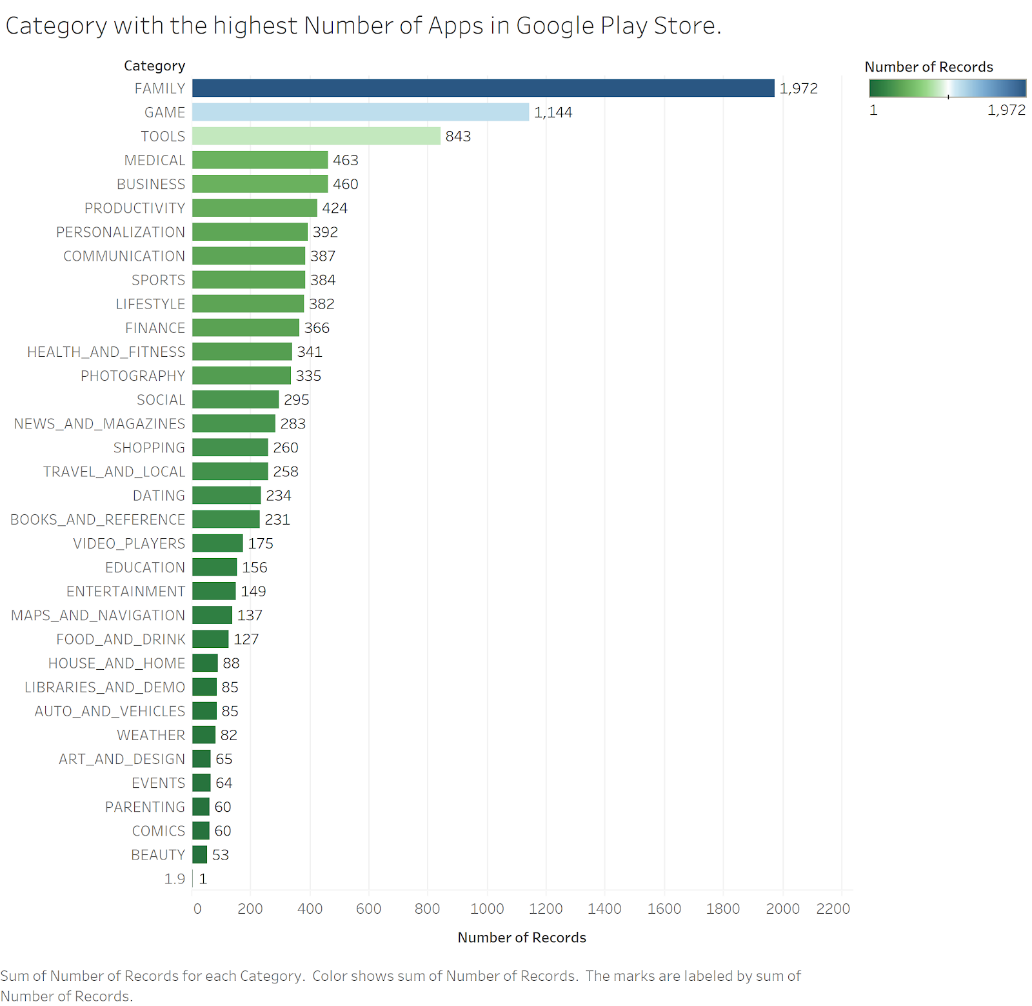 Category with the highest Number of Apps in Google Play Store.
Category
Number of Records
1 1,972
FAMILY 1,972
GAME 1,144
TOOLS 843
MEDICAL 463
BUSINESS 460
PRODUCTIVITY 424
PERSONALIZATION 392
COMMUNICATION 387
SPORTS 384
LIFESTYLE 382
FINANCE 366
HEALTH_AND_FITNESS 341
PHOTOGRAPHY 335
SOCIAL 295
NEWS_AND_MAGAZINES 283
SHOPPING 260
TRAVEL_AND_LOCAL 258
DATING 234
BOOKS_AND_REFERENCE 231
VIDEO_PLAYERS 175
EDUCATION 156
ENTERTAINMENT 149
MAPS_AND_NAVIGATION 137
FOOD_AND_DRINK 127
HOUSE_AND_HOME 88
LIBRARIES_AND_DEMO 85
AUTO_AND_VEHICLES 85
WEATHER 82
ART_AND_DESIGN 65
EVENTS 64
PARENTING 60
COMICS 60
BEAUTY 53
1.9 1
0 200 400 600 800 1000 1200 1400 1600 1800 2000 2200
Number of Records
Sum of Number of Records for each Category. Color shows sum of Number of Records. The marks are labeled by sum of
Number of Records.